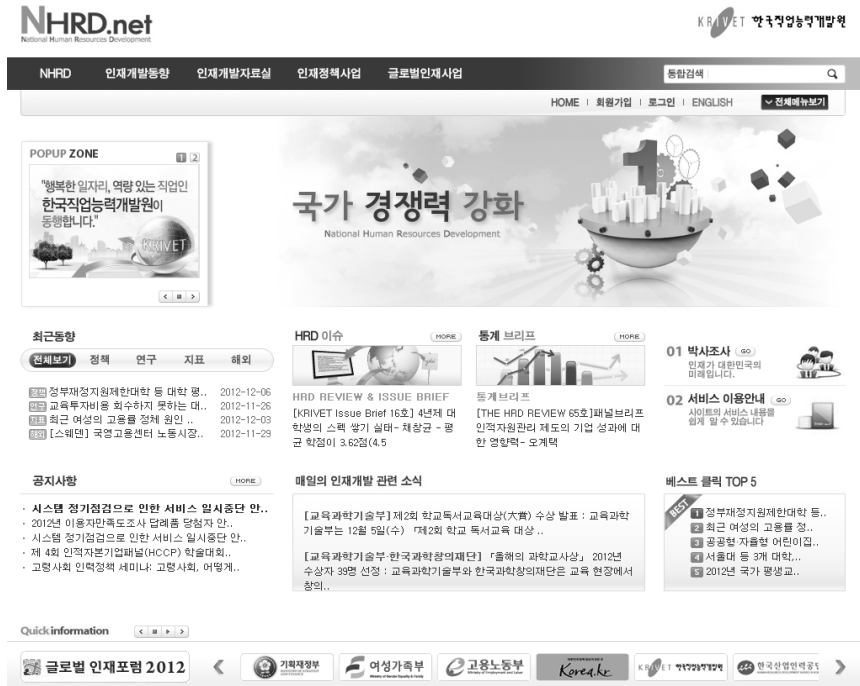 NHRD.net
National Human Resources Development
KRIVET 한국직업능력개발원
NHRD 인재개발동향 인재개발자료실 인재정책사업 글로벌인재사업
통합검색
HOME 회원가입 로그인 ENGLISH 전체메뉴보기
POPUP ZONE 1 2
"행복한 일자리, 역량 있는 직업인
한국직업능력개발원이
동행합니다."
KRIVET
국가 경쟁력 강화
National Human Resources Development
1
최근동향
전체보기 정책 연구 지표 해외
정책 정부재정지원제한대학 등 대학 평.. 2012-12-06
연구 교육투자비용 회수하지 못하는 대.. 2012-11-26
지표 최근 여성의 고용률 정체 원인 .. 2012-12-03
해외 [스웨덴] 국영고용센터 노동시장.. 2012-11-29
HRD 이슈 MORE
HRD REVIEW & ISSUE BRIEF
[KRIVET Issue Brief 16호] 4년제 대
학생의 스펙 쌓기 실태- 채창균 - 평
균 학점이 3.62점(4.5
통계 브리프 MORE
통계브리프
[THE HRD REVIEW 65호]패널브리프
인적자원관리 제도의 기업 성과에 대
한 영향력- 오계택
01 박사조사 GO
인재가 대한민국의
미래입니다.
02 서비스 이용안내 GO
사이트의 서비스 내용을
쉽게 알 수 있습니다
공지사항 MORE
· 시스템 정기점검으로 인한 서비스 일시중단 안..
· 2012년 이용자만족도조사 답례품 당첨자 안..
· 시스템 정기점검으로 인한 서비스 일시중단 안..
· 제 4회 인적자본기업패널(HCCP) 학술대회..
· 고령사회 인력정책 세미나: 고령사회, 어떻게..
매일의 인재개발 관련 소식
[교육과학기술부] 제2회 학교독서교육대상(大賞) 수상 발표 : 교육과학
기술부는 12월 5일(수) 「제2회 학교 독서교육 대상 ..
[교육과학기술부·한국과학창의재단] 「올해의 과학교사상」 2012년
수상자 39명 선정 : 교육과학기술부와 한국과학창의재단은 교육 현장에서
창의..
베스트 클릭 TOP 5
BEST
1 정부재정지원제한대학 등..
2 최근 여성의 고용률 정..
3 공공형·자율형 어린이집..
4 서울대 등 3개 대학,..
5 2012년 국가 평생교..
Quick information
글로벌 인재포럼 2012
기획재정부
여성가족부
고용노동부
Korea.kr
KRIVET 한국직업능력개발원
한국산업인력공단